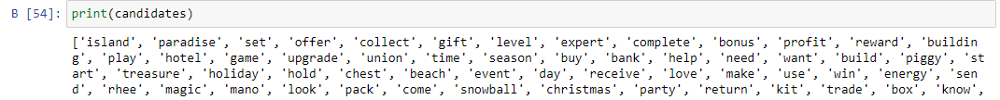 В [54]: print(candidates)
['island', 'paradise', 'set', 'offer', 'collect', 'gift', 'level', 'expert', 'complete', 'bonus', 'profit', 'reward', 'buildin
g', 'play', 'hotel', 'game', 'upgrade', 'union', 'time', 'season', 'buy', 'bank', 'help', 'need', 'want', 'build', 'piggy', 'st
art', 'treasure', 'holiday', 'hold', 'chest', 'beach', 'event', 'day', 'receive', 'love', 'make', 'use', 'win', 'energy', 'sen
d', 'rhee', 'magic', 'mano', 'look', 'pack', 'come', 'snowball', 'christmas', 'party', 'return', 'kit', 'trade', 'box', 'know',